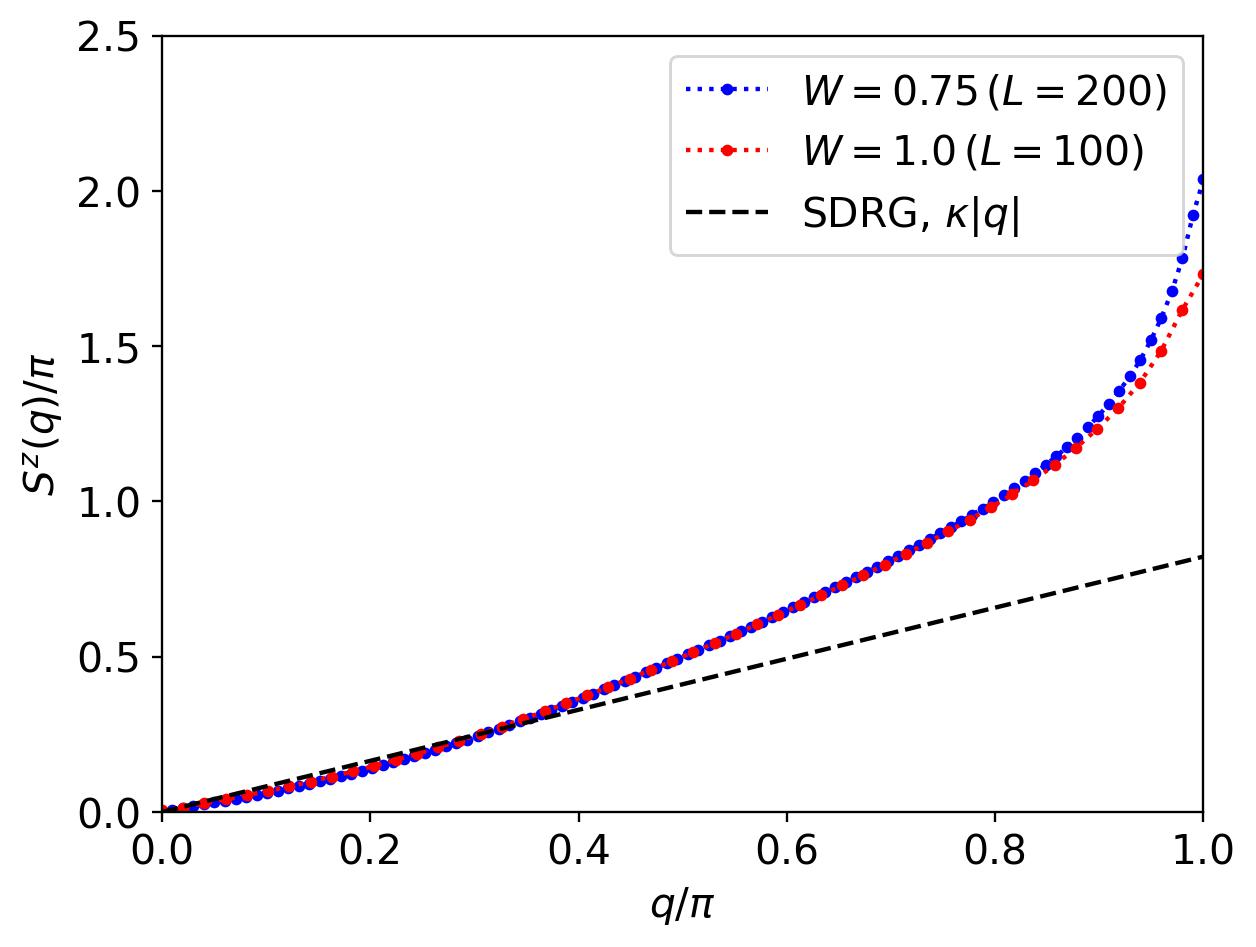 2.5
2.0
1.5
1.0
0.5
0.0
S^z(q)/π
W = 0.75 (L = 200)
W = 1.0 (L = 100)
SDRG, κ|q|
0.0 0.2 0.4 0.6 0.8 1.0
q/π